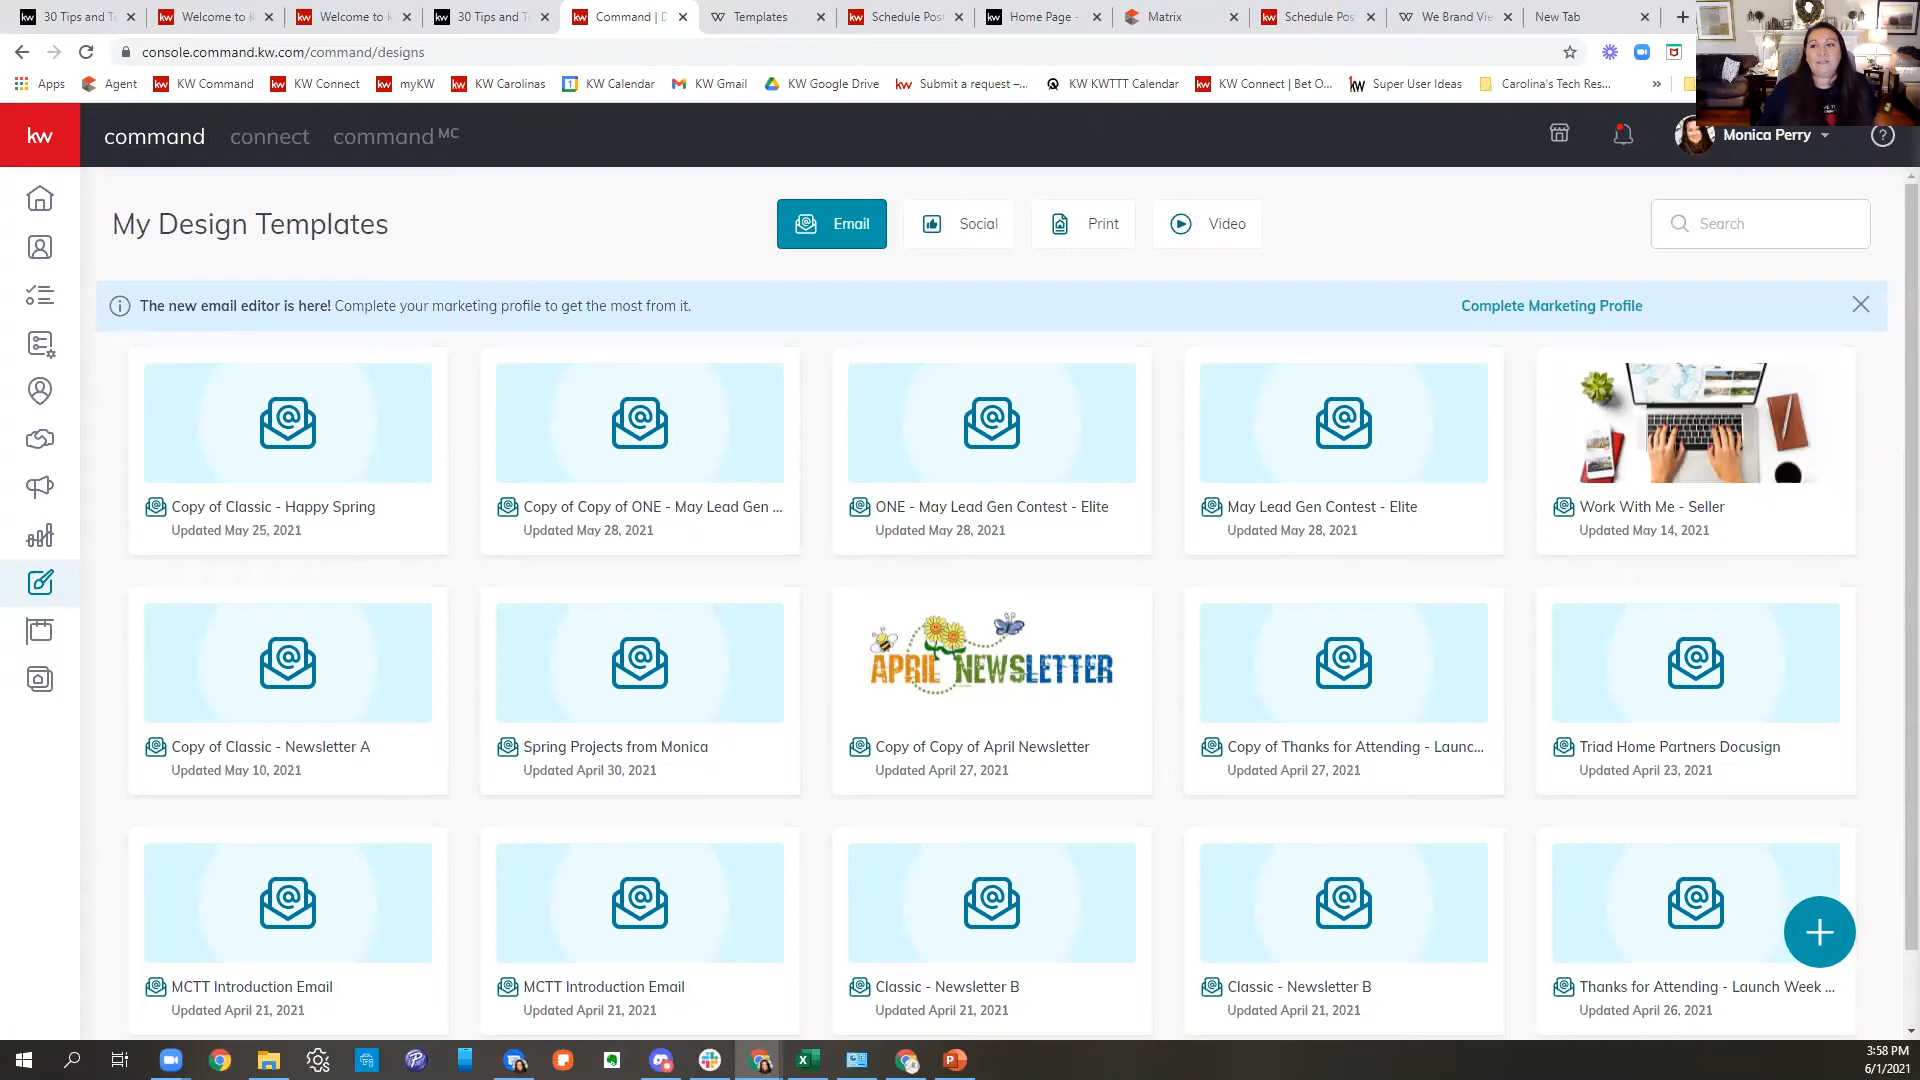 30 Tips and T
Welcome to K
Welcome to K
30 Tips and T
Command | D
Templates
Schedule Pos
Home Page -
Matrix
Schedule Pos
We Brand Vie
New Tab
console.command.kw.com/command/designs
Apps
Agent
KW Command
KW Connect
myKW
KW Carolinas
KW Calendar
KW Gmail
KW Google Drive
Submit a request –...
KW KWTTT Calendar
KW Connect | Bet O...
Super User Ideas
Carolina's Tech Res...
»
kw
command
connect
command MC
Monica Perry
My Design Templates
Email
Social
Print
Video
Search
The new email editor is here! Complete your marketing profile to get the most from it.
Complete Marketing Profile
Copy of Classic - Happy Spring
Updated May 25, 2021
Copy of Copy of ONE - May Lead Gen ...
Updated May 28, 2021
ONE - May Lead Gen Contest - Elite
Updated May 28, 2021
May Lead Gen Contest - Elite
Updated May 28, 2021
Work With Me - Seller
Updated May 14, 2021
APRIL NEWSLETTER
Copy of Classic - Newsletter A
Updated May 10, 2021
Spring Projects from Monica
Updated April 30, 2021
Copy of Copy of April Newsletter
Updated April 27, 2021
Copy of Thanks for Attending - Launc...
Updated April 27, 2021
Triad Home Partners Docusign
Updated April 23, 2021
MCTT Introduction Email
Updated April 21, 2021
MCTT Introduction Email
Updated April 21, 2021
Classic - Newsletter B
Updated April 21, 2021
Classic - Newsletter B
Updated April 21, 2021
Thanks for Attending - Launch Week ...
Updated April 26, 2021
3:58 PM
6/1/2021